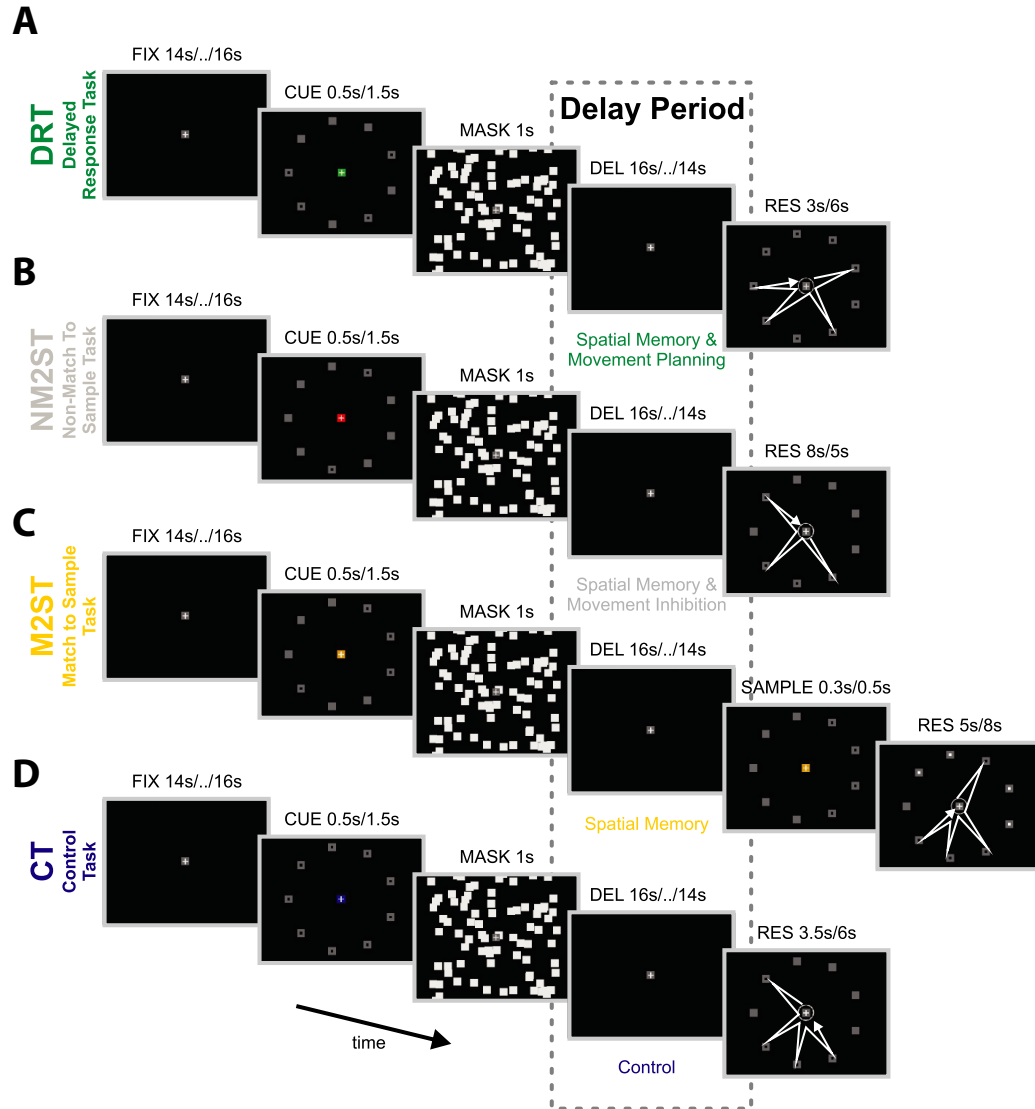 A
FIX 14s/../16s
DRT
Delayed
Response Task
CUE 0.5s/1.5s
MASK 1s
Delay Period
DEL 16s/../14s
RES 3s/6s
Spatial Memory &
Movement Planning
B
FIX 14s/../16s
NM2ST
Non-Match To
Sample Task
CUE 0.5s/1.5s
MASK 1s
DEL 16s/../14s
RES 8s/5s
Spatial Memory &
Movement Inhibition
C
FIX 14s/../16s
M2ST
Match to Sample
Task
CUE 0.5s/1.5s
MASK 1s
DEL 16s/../14s
SAMPLE 0.3s/0.5s
RES 5s/8s
Spatial Memory
D
FIX 14s/../16s
CT
Control
Task
CUE 0.5s/1.5s
MASK 1s
DEL 16s/../14s
RES 3.5s/6s
time
Control